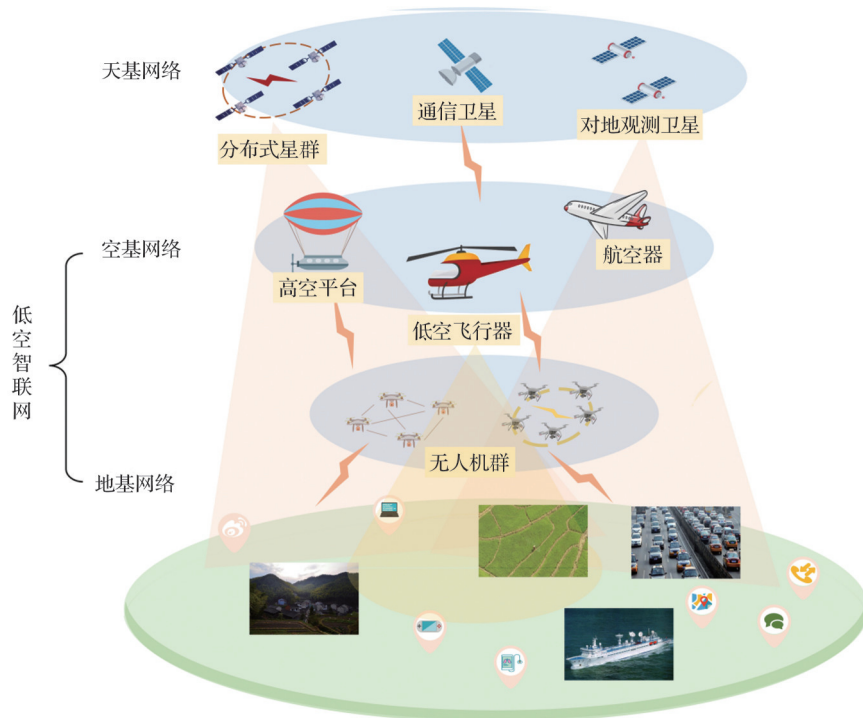 天基网络
通信卫星
对地观测卫星
分布式星群
空基网络
航空器
高空平台
低空飞行器
低空智联网
无人机群
地基网络